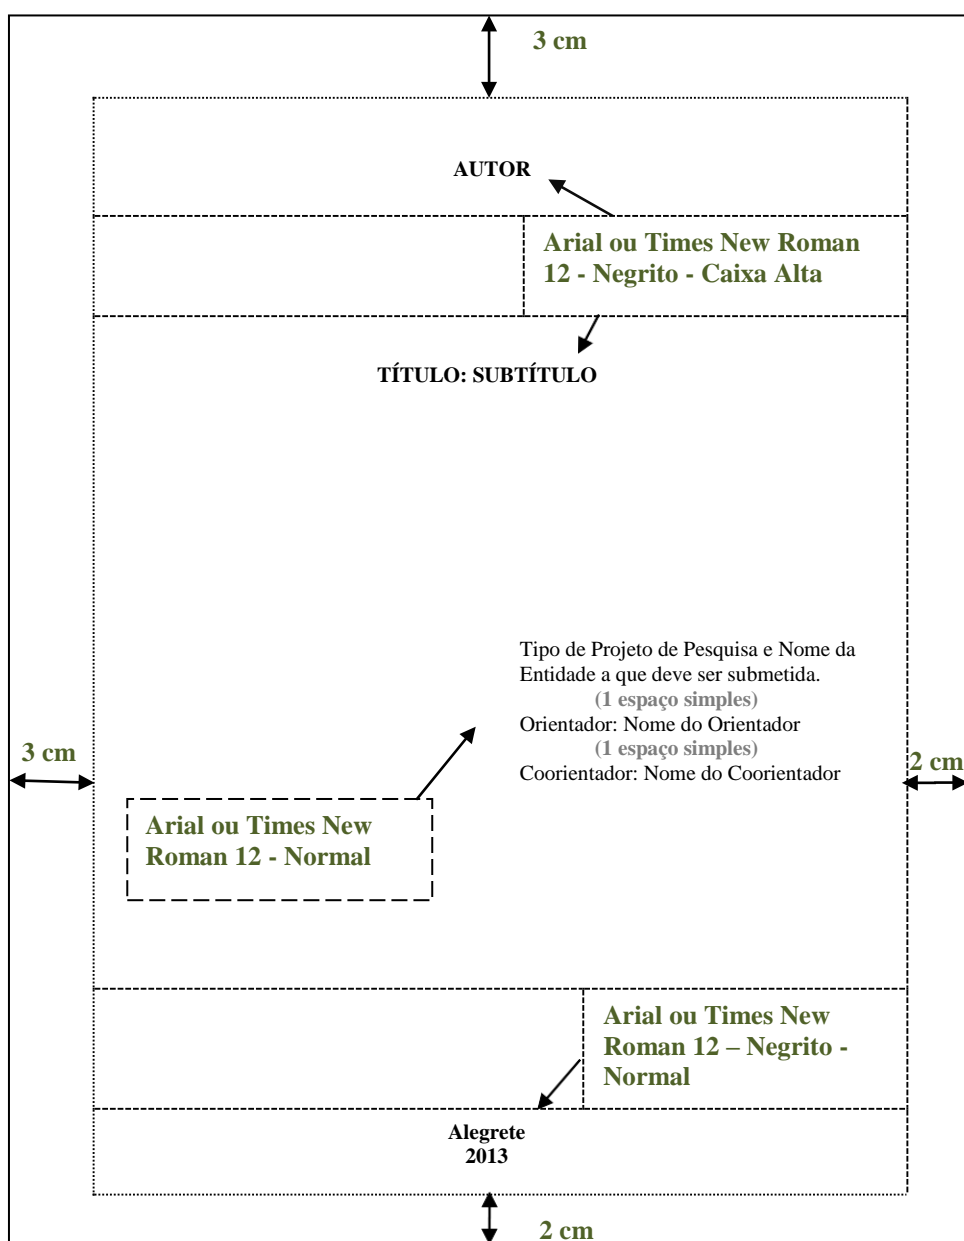 3 cm
AUTOR
Arial ou Times New Roman
12 - Negrito - Caixa Alta
TÍTULO: SUBTÍTULO
Tipo de Projeto de Pesquisa e Nome da
Entidade a que deve ser submetida.
(1 espaço simples)
Orientador: Nome do Orientador
(1 espaço simples)
Coorientador: Nome do Coorientador
3 cm
2 cm
Arial ou Times New
Roman 12 - Normal
Arial ou Times New
Roman 12 – Negrito -
Normal
Alegrete
2013
2 cm